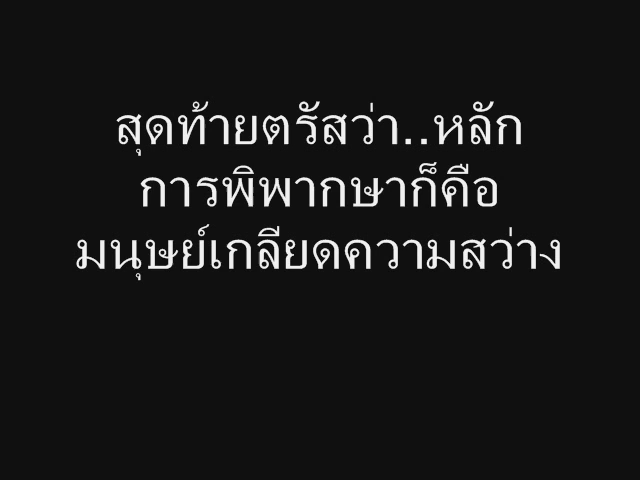 สุดท้ายตรัสว่า..หลัก
การพิพากษาก็คือ
มนุษย์เกลียดความสว่าง